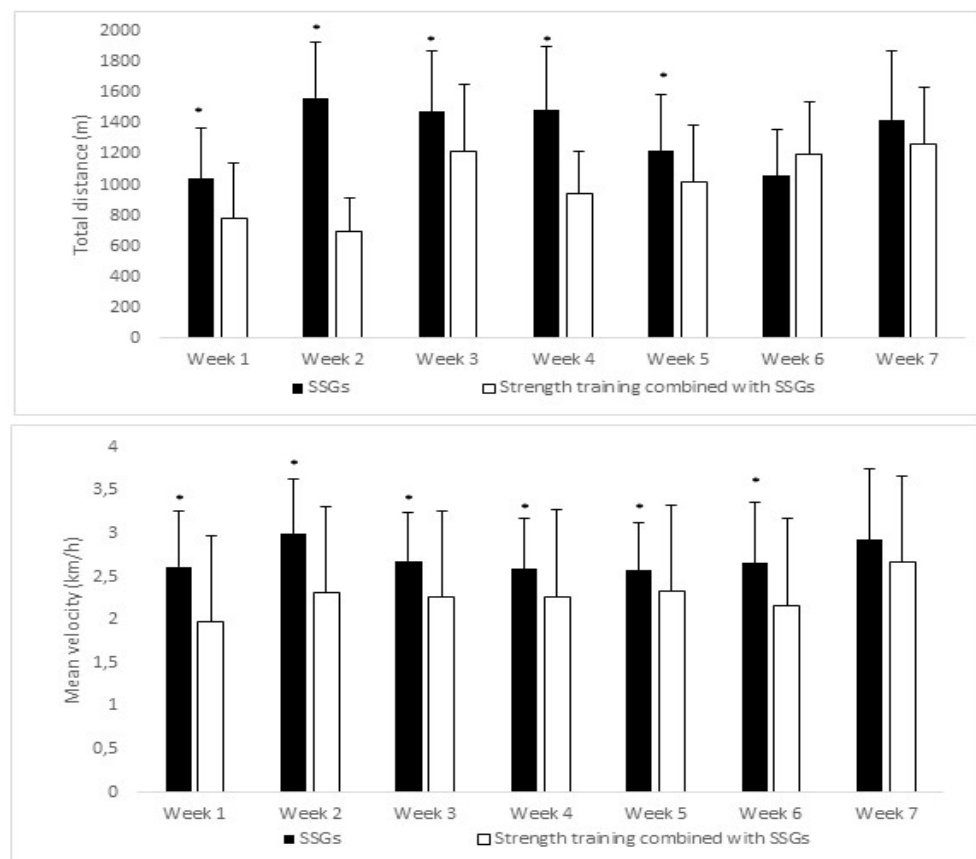 2000
1800
1600
1400
1200
1000
800
600
400
200
0
Total distance (m)
* * * * *
Week 1 Week 2 Week 3 Week 4 Week 5 Week 6 Week 7
SSGs Strength training combined with SSGs
4
3,5
3
2,5
2
1,5
1
0,5
0
Mean velocity (km/h)
* * * * * *
Week 1 Week 2 Week 3 Week 4 Week 5 Week 6 Week 7
SSGs Strength training combined with SSGs